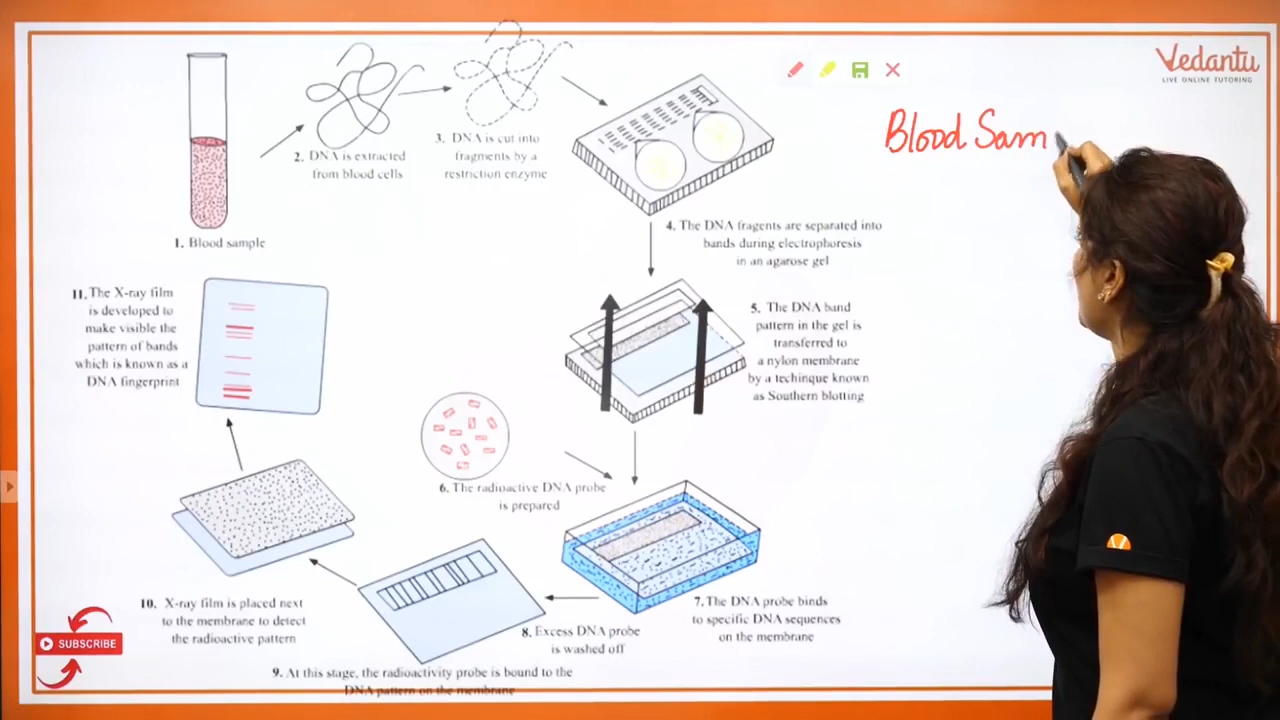 Vedantu
LIVE ONLINE TUTORING
Blood Sam
1. Blood sample
2. DNA is extracted
from blood cells
3. DNA is cut into
fragments by a
restriction enzyme
4. The DNA fragents are separated into
bands during electrophoresis
in an agarose gel
5. The DNA band
pattern in the gel is
transferred to
a nylon membrane
by a techinque known
as Southern blotting
6. The radioactive DNA probe
is prepared
7. The DNA probe binds
to specific DNA sequences
on the membrane
8. Excess DNA probe
is washed off
9. At this stage, the radioactivity probe is bound to the
DNA pattern on the membrane
10. X-ray film is placed next
to the membrane to detect
the radioactive pattern
11. The X-ray film
is developed to
make visible the
pattern of bands
which is known as a
DNA fingerprint
SUBSCRIBE